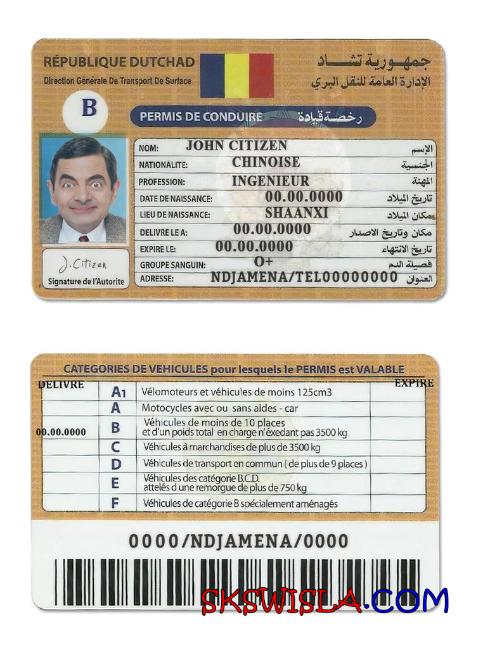 RÉPUBLIQUE DUTCHAD
جمهورية تشاد
Direction Générale De Transport De Surface
الإدارة العامة للنقل البري
B
PERMIS DE CONDUIRE رخصة قيادة
NOM: JOHN CITIZEN الإسم
NATIONALITE: CHINOISE الجنسية
PROFESSION: INGENIEUR المهنة
DATE DE NAISSANCE: 00.00.0000 تاريخ الميلاد
LIEU DE NAISSANCE: SHAANXI مكان الميلاد
DELIVRE LE A: 00.00.0000 مكان وتاريخ الاصدار
EXPIRE LE: 00.00.0000 تاريخ الانتهاء
GROUPE SANGUIN: O+ فصيلة الدم
ADRESSE: NDJAMENA/TEL00000000 العنوان
J. Citizen
Signature de l'Autorite
CATEGORIES DE VEHICULES pour lesquels le PERMIS est VALABLE
DELIVRE EXPIRE
A1 Vélomoteurs et véhicules de moins 125cm3
A Motocycles avec ou sans aides - car
00.00.0000 B Véhicules de moins de 10 places
et d'un poids total en charge n'éxedant pas 3500 kg
C Véhicules à marchandises de plus de 3500 kg
D Véhicules de transport en commun ( de plus de 9 places )
E Véhicules des catégorie B.C.D.
attelés d une remorgue de plus de 750 kg
F Véhicules de catégorie B spécialement aménagés
0000/NDJAMENA/0000
SKSWISLA.COM